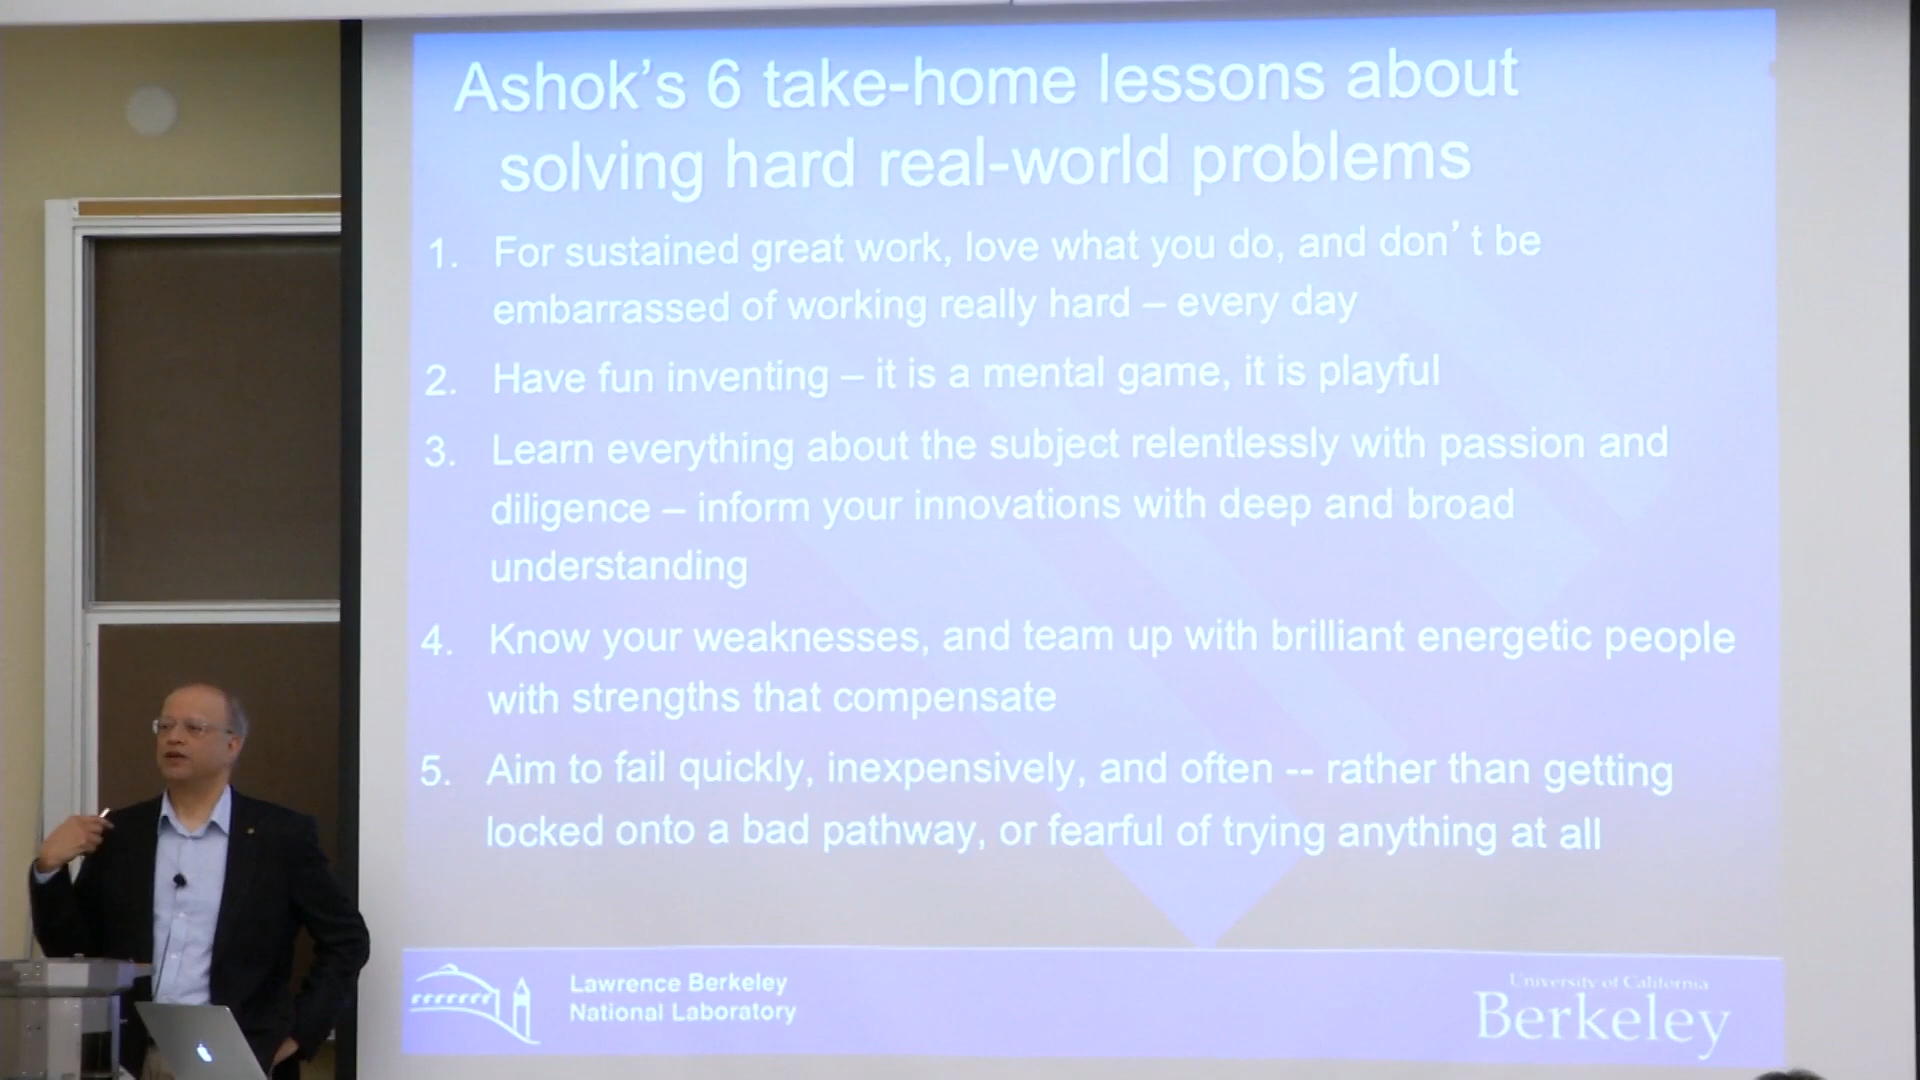 Ashok's 6 take-home lessons about
solving hard real-world problems
1. For sustained great work, love what you do, and don't be
embarrassed of working really hard – every day
2. Have fun inventing – it is a mental game, it is playful
3. Learn everything about the subject relentlessly with passion and
diligence – inform your innovations with deep and broad
understanding
4. Know your weaknesses, and team up with brilliant energetic people
with strengths that compensate
5. Aim to fail quickly, inexpensively, and often -- rather than getting
locked onto a bad pathway, or fearful of trying anything at all
Lawrence Berkeley
National Laboratory
University of California
Berkeley